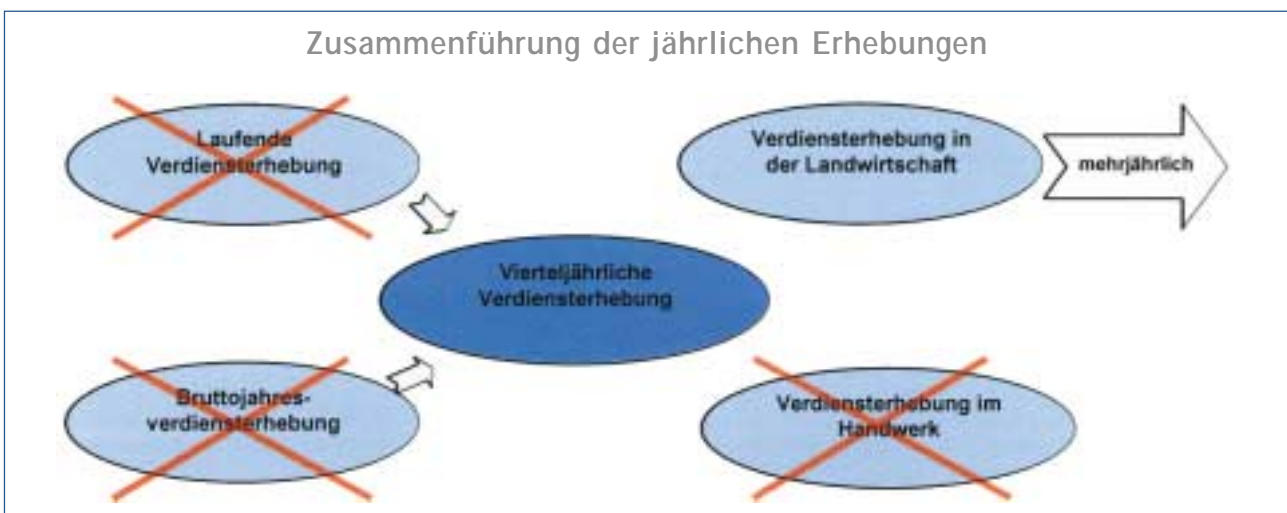 Zusammenführung der jährlichen Erhebungen
Laufende
Verdiensterhebung
Verdiensterhebung in
der Landwirtschaft
mehrjährlich
Vierteljährliche
Verdiensterhebung
Bruttojahres-
verdiensterhebung
Verdiensterhebung im
Handwerk